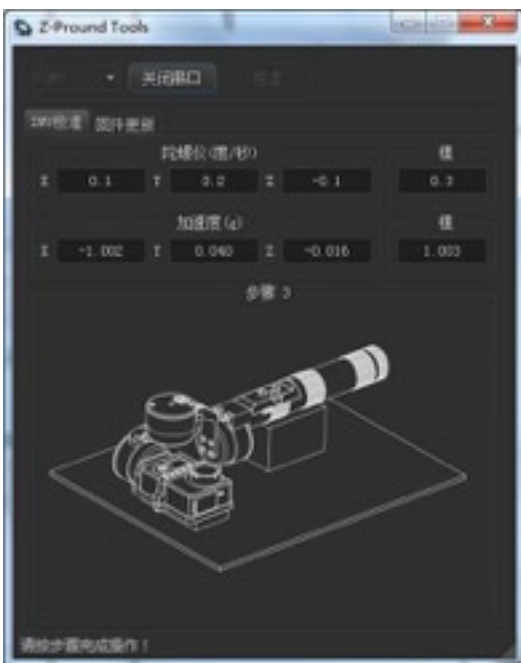 Z-Pround Tools
关闭串口
IMU校准 固件更新
陀螺仪(度/秒) 模
X 0.1 Y 0.2 Z -0.1 0.3
加速度(g) 模
X -1.002 Y 0.040 Z -0.016 1.003
步骤 3
请按步骤完成操作！